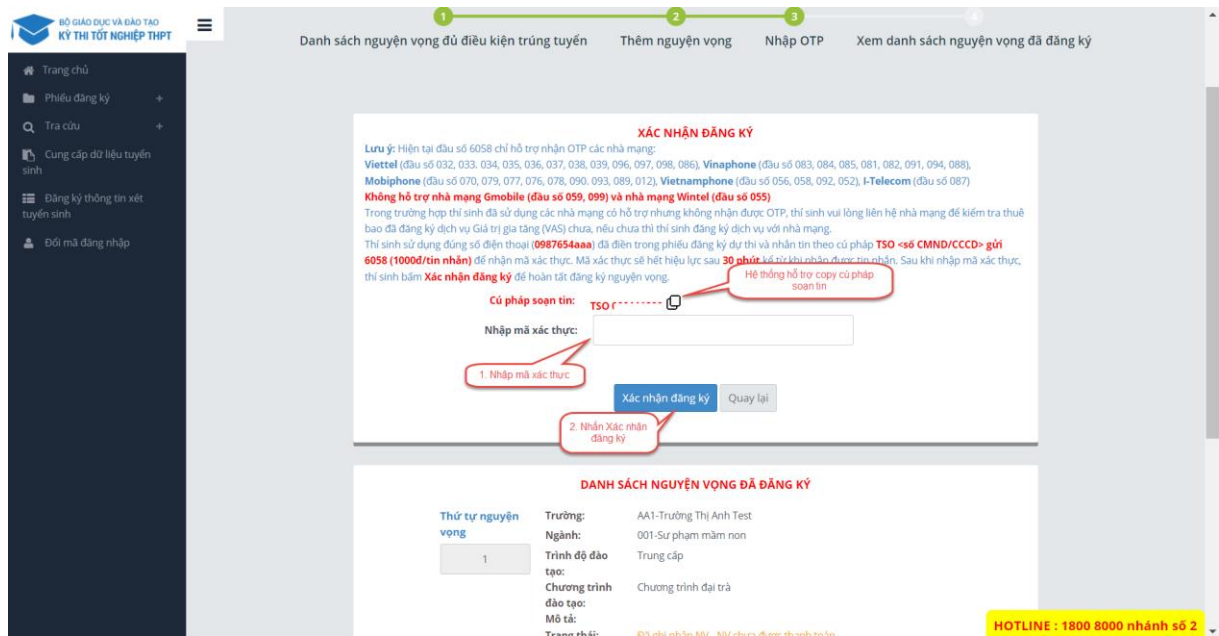 BỘ GIÁO DỤC VÀ ĐÀO TẠO
KỲ THI TỐT NGHIỆP THPT
Trang chủ
Phiếu đăng ký +
Tra cứu +
Cung cấp dữ liệu tuyển
sinh
Đăng ký thông tin xét
tuyển sinh
Đổi mã đăng nhập
1 2 3 4
Danh sách nguyện vọng đủ điều kiện trúng tuyển Thêm nguyện vọng Nhập OTP Xem danh sách nguyện vọng đã đăng ký
XÁC NHẬN ĐĂNG KÝ
Lưu ý: Hiện tại đầu số 6058 chỉ hỗ trợ nhận OTP các nhà mạng:
Viettel (đầu số 032, 033. 034, 035, 036, 037, 038, 039, 096, 097, 098, 086), Vinaphone (đầu số 083, 084, 085, 081, 082, 091, 094, 088),
Mobiphone (đầu số 070, 079, 077, 076, 078, 090. 093, 089, 012), Vietnamphone (đầu số 056, 058, 092, 052), I-Telecom (đầu số 087)
Không hỗ trợ nhà mạng Gmobile (đầu số 059, 099) và nhà mạng Wintel (đầu số 055)
Trong trường hợp thí sinh đã sử dụng các nhà mạng có hỗ trợ nhưng không nhận được OTP, thí sinh vui lòng liên hệ nhà mạng để kiểm tra thuê
bao đã đăng ký dịch vụ Giá trị gia tăng (VAS) chưa, nếu chưa thì thí sinh đăng ký dịch vụ với nhà mạng.
Thí sinh sử dụng đúng số điện thoại (0987654aaa) đã điền trong phiếu đăng ký dự thi và nhắn tin theo cú pháp TSO <số CMND/CCCD> gửi
6058 (1000đ/tin nhắn) để nhận mã xác thực. Mã xác thực sẽ hết hiệu lực sau 30 phút kể từ khi nhận được tin nhắn. Sau khi nhập mã xác thực,
thí sinh bấm Xác nhận đăng ký để hoàn tất đăng ký nguyện vọng.
Hệ thống hỗ trợ copy cú pháp
soạn tin
Cú pháp soạn tin: TSO
Nhập mã xác thực:
1. Nhập mã xác thực
Xác nhận đăng ký Quay lại
2. Nhấn Xác nhận
đăng ký
DANH SÁCH NGUYỆN VỌNG ĐÃ ĐĂNG KÝ
Thứ tự nguyện
vọng
1
Trường: AA1-Trường Thị Anh Test
Ngành: 001-Sư phạm mầm non
Trình độ đào Trung cấp
tạo:
Chương trình Chương trình đại trà
đào tạo:
Mô tả:
Trạng thái: Đã ghi nhận NV - NV chưa được thanh toán
HOTLINE : 1800 8000 nhánh số 2